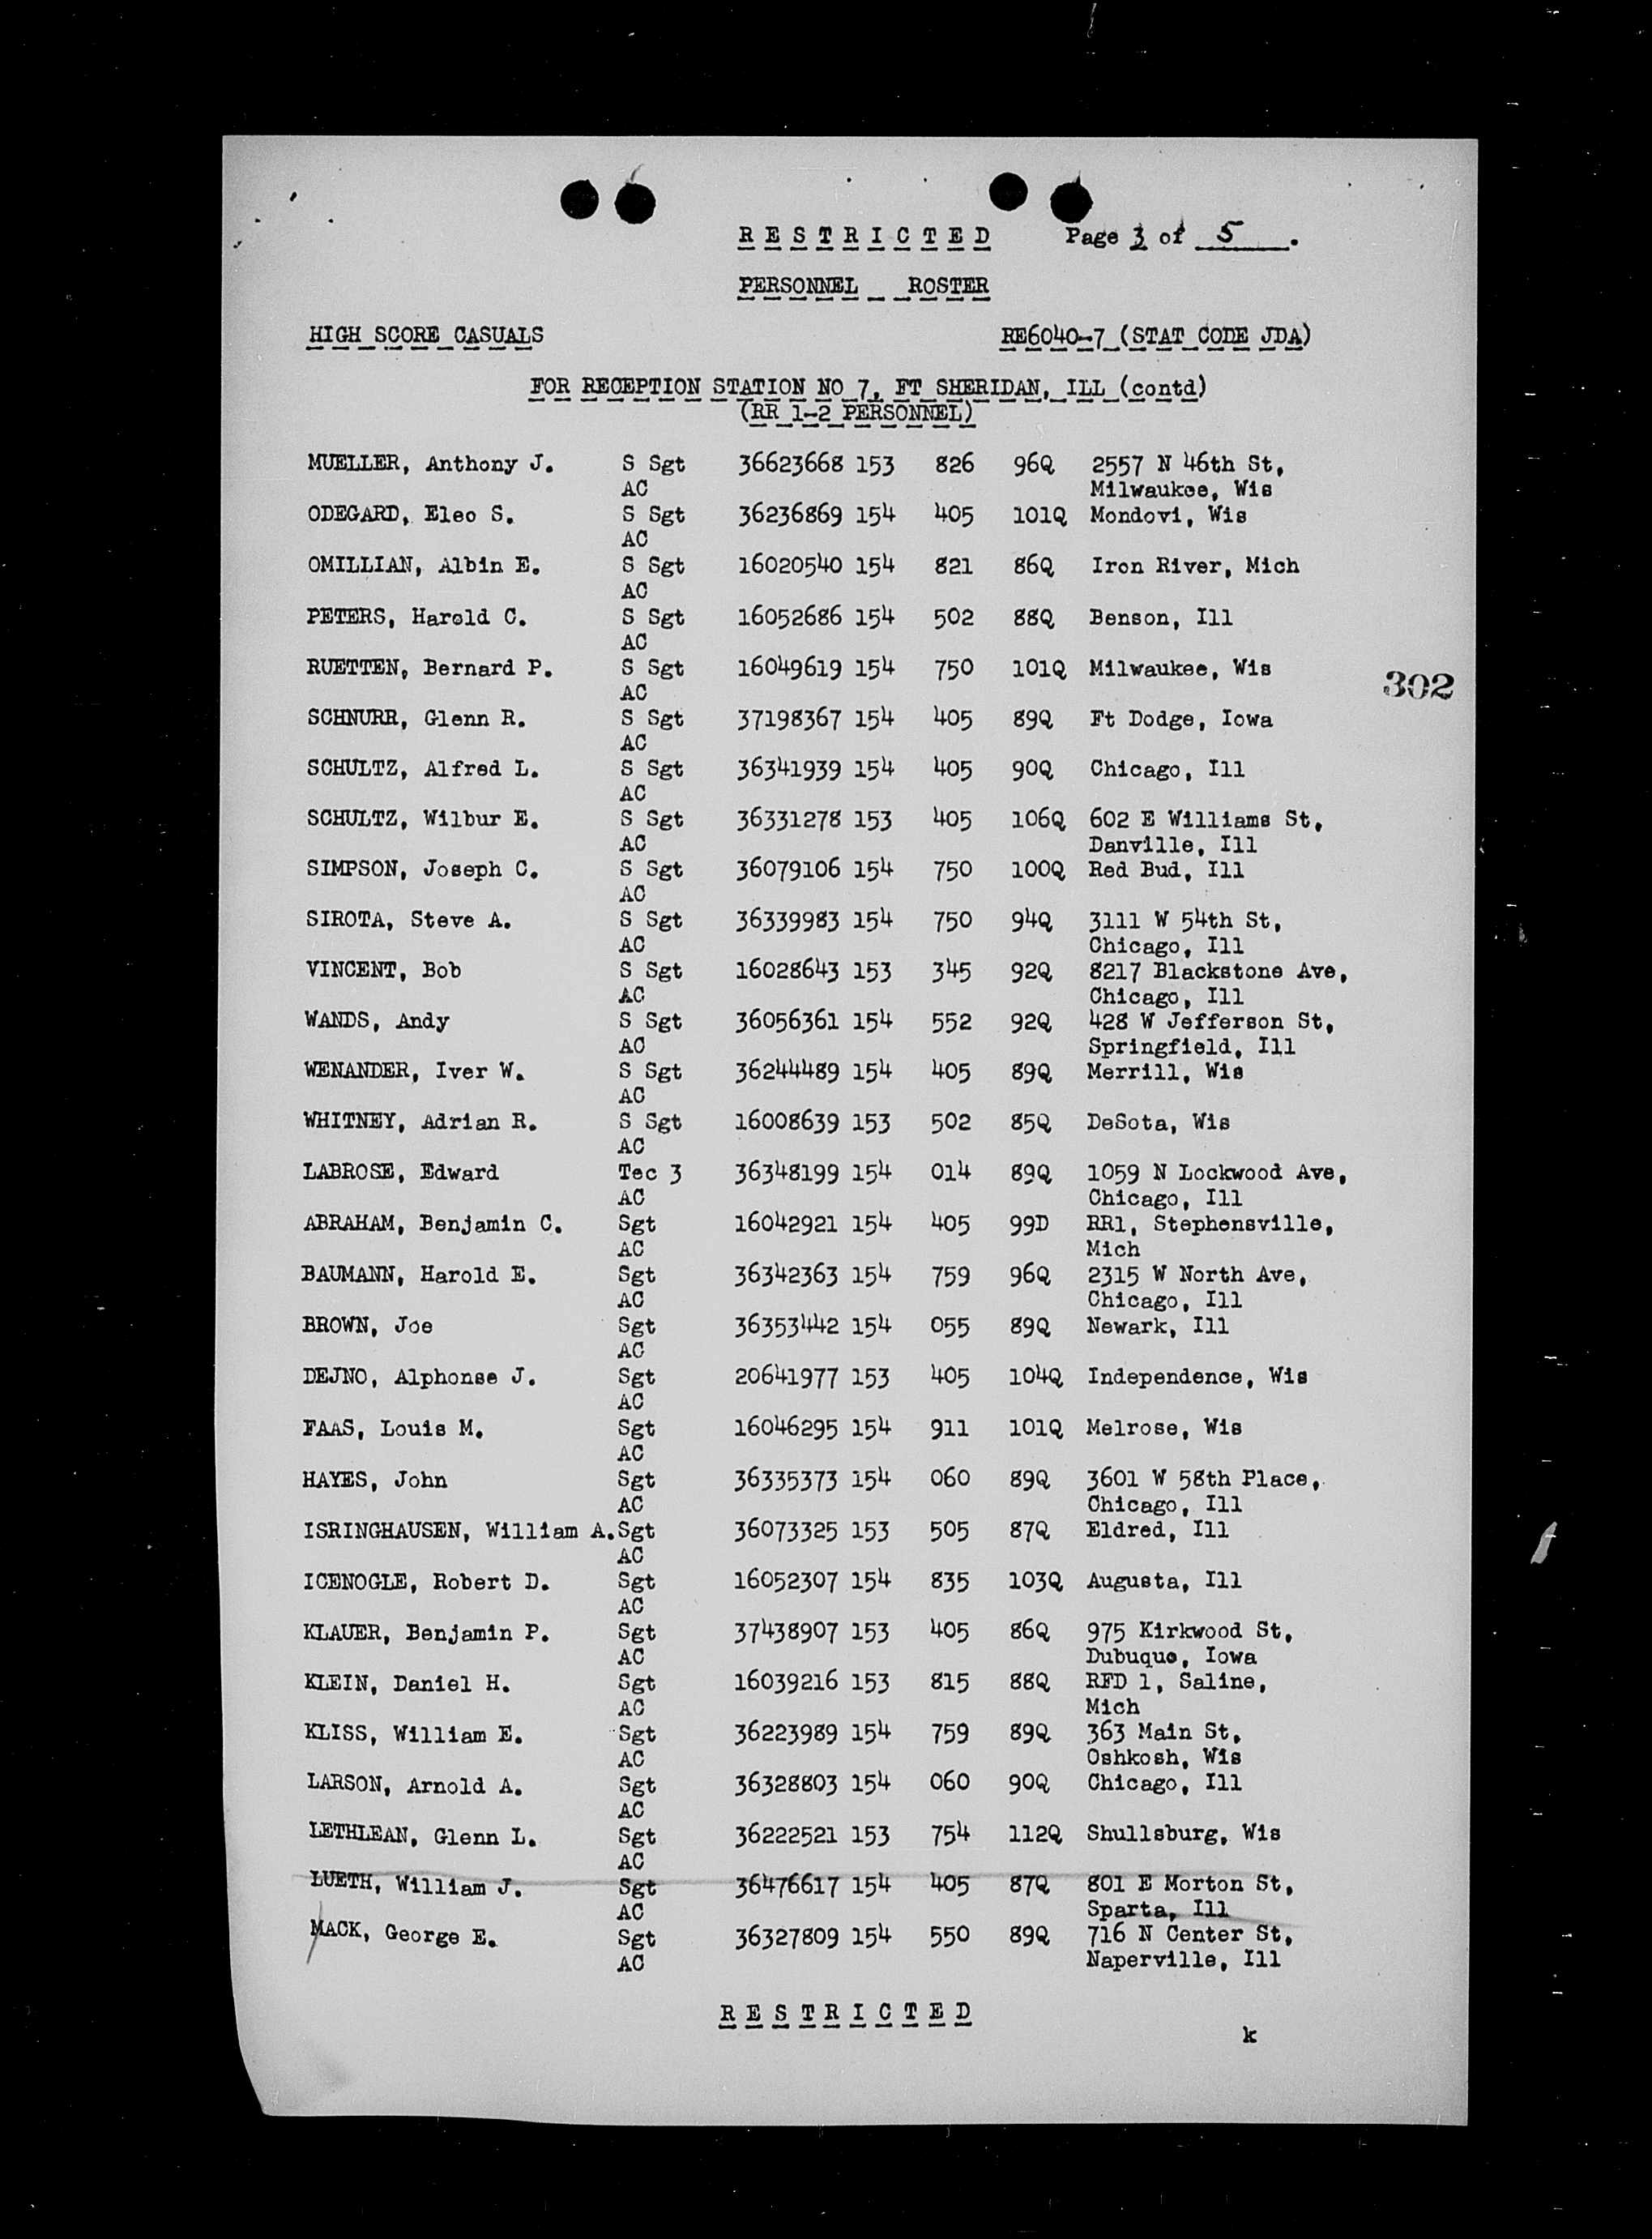 RESTRICTED Page 3 of 5.
PERSONNEL ROSTER
HIGH SCORE CASUALS RE6040-7 (STAT CODE JDA)
FOR RECEPTION STATION NO 7, FT SHERIDAN, ILL (contd)
(RR 1-2 PERSONNEL)
MUELLER, Anthony J. S Sgt 36623668 153 826 96Q 2557 N 46th St,
AC Milwaukee, Wis
ODEGARD, Eleo S. S Sgt 36236869 154 405 101Q Mondovi, Wis
AC
OMILLIAN, Albin E. S Sgt 16020540 154 821 86Q Iron River, Mich
AC
PETERS, Harold C. S Sgt 16052686 154 502 88Q Benson, Ill
AC
RUETTEN, Bernard P. S Sgt 16049619 154 750 101Q Milwaukee, Wis
AC
302
SCHNURR, Glenn R. S Sgt 37198367 154 405 89Q Ft Dodge, Iowa
AC
SCHULTZ, Alfred L. S Sgt 36341939 154 405 90Q Chicago, Ill
AC
SCHULTZ, Wilbur E. S Sgt 36331278 153 405 106Q 602 E Williams St,
AC Danville, Ill
SIMPSON, Joseph C. S Sgt 36079106 154 750 100Q Red Bud, Ill
AC
SIROTA, Steve A. S Sgt 36339983 154 750 94Q 3111 W 54th St,
AC Chicago, Ill
VINCENT, Bob S Sgt 16028643 153 345 92Q 8217 Blackstone Ave,
AC Chicago, Ill
WANDS, Andy S Sgt 36056361 154 552 92Q 428 W Jefferson St,
AC Springfield, Ill
WENANDER, Iver W. S Sgt 36244489 154 405 89Q Merrill, Wis
AC
WHITNEY, Adrian R. S Sgt 16008639 153 502 85Q DeSota, Wis
AC
LABROSE, Edward Tec 3 36348199 154 014 89Q 1059 N Lockwood Ave,
AC Chicago, Ill
ABRAHAM, Benjamin C. Sgt 16042921 154 405 99D RR1, Stephensville,
AC Mich
BAUMANN, Harold E. Sgt 36342363 154 759 96Q 2315 W North Ave,
AC Chicago, Ill
BROWN, Joe Sgt 36353442 154 055 89Q Newark, Ill
AC
DEJNO, Alphonse J. Sgt 20641977 153 405 104Q Independence, Wis
AC
FAAS, Louis M. Sgt 16046295 154 911 101Q Melrose, Wis
AC
HAYES, John Sgt 36335373 154 060 89Q 3601 W 58th Place,
AC Chicago, Ill
ISRINGHAUSEN, William A. Sgt 36073325 153 505 87Q Eldred, Ill
AC
ICENOGLE, Robert D. Sgt 16052307 154 835 103Q Augusta, Ill
AC
KLAUER, Benjamin P. Sgt 37438907 153 405 86Q 975 Kirkwood St,
AC Dubuque, Iowa
KLEIN, Daniel H. Sgt 16039216 153 815 88Q RFD 1, Saline,
AC Mich
KLISS, William E. Sgt 36223989 154 759 89Q 363 Main St,
AC Oshkosh, Wis
LARSON, Arnold A. Sgt 36328803 154 060 90Q Chicago, Ill
AC
LETHLEAN, Glenn L. Sgt 36222521 153 754 112Q Shullsburg, Wis
AC
LUETH, William J. Sgt 36476617 154 405 87Q 801 E Morton St,
AC Sparta, Ill
MACK, George E. Sgt 36327809 154 550 89Q 716 N Center St,
AC Naperville, Ill
RESTRICTED
k